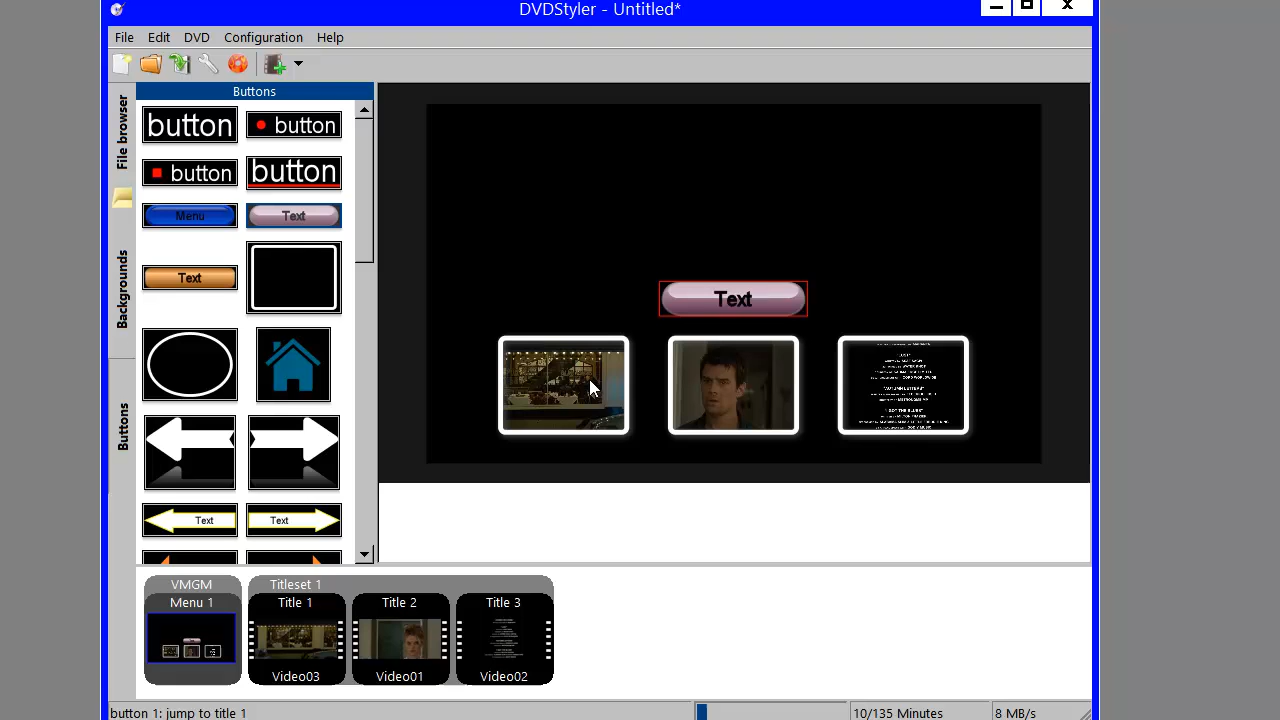 DVDStyler - Untitled*
File Edit DVD Configuration Help
Buttons
File browser
Backgrounds
Buttons
button
button
button
button
Menu
Text
Text
Text
Text
Text
VMGM
Titleset 1
Menu 1
Title 1
Title 2
Title 3
Video03
Video01
Video02
button 1: jump to title 1
10/135 Minutes
8 MB/s